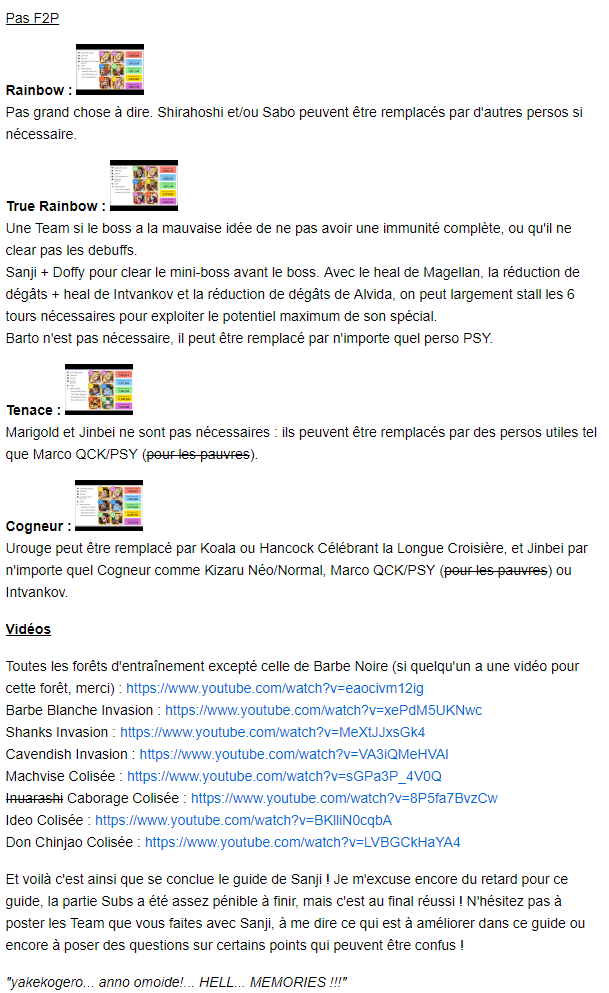 Pas F2P
Rainbow :
Pas grand chose à dire. Shirahoshi et/ou Sabo peuvent être remplacés par d'autres persos si
nécessaire.
True Rainbow :
Une Team si le boss a la mauvaise idée de ne pas avoir une immunité complète, ou qu'il ne
clear pas les debuffs.
Sanji + Doffy pour clear le mini-boss avant le boss. Avec le heal de Magellan, la réduction de
dégâts + heal de Intvankov et la réduction de dégâts de Alvida, on peut largement stall les 6
tours nécessaires pour exploiter le potentiel maximum de son spécial.
Barto n'est pas nécessaire, il peut être remplacé par n'importe quel perso PSY.
Tenace :
Marigold et Jinbei ne sont pas nécessaires : ils peuvent être remplacés par des persos utiles tel
que Marco QCK/PSY (pour les pauvres).
Cogneur :
Urouge peut être remplacé par Koala ou Hancock Célébrant la Longue Croisière, et Jinbei par
n'importe quel Cogneur comme Kizaru Néo/Normal, Marco QCK/PSY (pour les pauvres) ou
Intvankov.
Vidéos
Toutes les forêts d'entraînement excepté celle de Barbe Noire (si quelqu'un a une vidéo pour
cette forêt, merci) : https://www.youtube.com/watch?v=eaocivm12ig
Barbe Blanche Invasion : https://www.youtube.com/watch?v=xePdM5UKNwc
Shanks Invasion : https://www.youtube.com/watch?v=MeXtJJxsGk4
Cavendish Invasion : https://www.youtube.com/watch?v=VA3iQMeHVAI
Machvise Colisée : https://www.youtube.com/watch?v=sGPa3P_4V0Q
Inuarashi Caborage Colisée : https://www.youtube.com/watch?v=8P5fa7BvzCw
Ideo Colisée : https://www.youtube.com/watch?v=BKlliN0cqbA
Don Chinjao Colisée : https://www.youtube.com/watch?v=LVBGCkHaYA4
Et voilà c'est ainsi que se conclue le guide de Sanji ! Je m'excuse encore du retard pour ce
guide, la partie Subs a été assez pénible à finir, mais c'est au final réussi ! N'hésitez pas à
poster les Team que vous faites avec Sanji, à me dire ce qui est à améliorer dans ce guide ou
encore à poser des questions sur certains points qui peuvent être confus !
"yakekogero... anno omoide!... HELL... MEMORIES !!!"